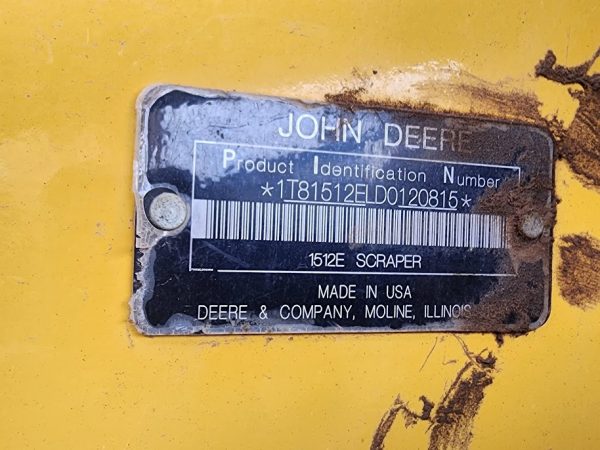 JOHN DEERE
Product Identification Number
*1T81512ELD0120815*
1512E SCRAPER
MADE IN USA
DEERE & COMPANY, MOLINE, ILLINOIS